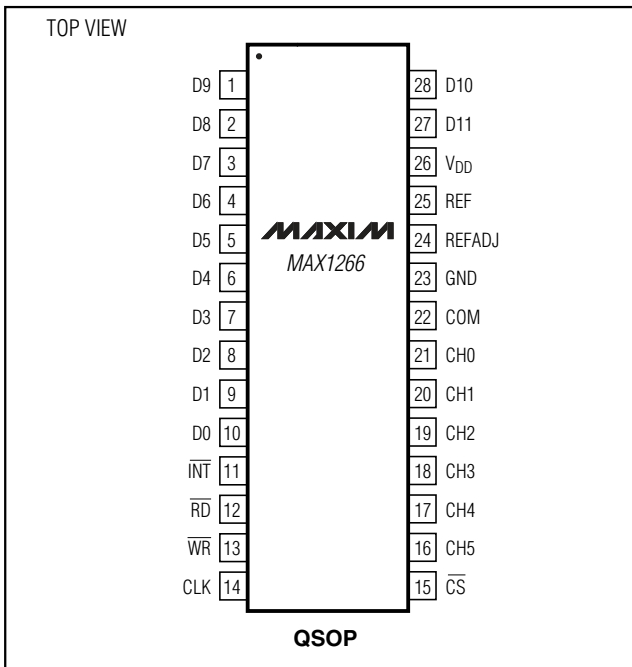 TOP VIEW
D9 1 28 D10
D8 2 27 D11
D7 3 26 VDD
D6 4 25 REF
D5 5 MAXIM 24 REFADJ
D4 6 MAX1266 23 GND
D3 7 22 COM
D2 8 21 CH0
D1 9 20 CH1
D0 10 19 CH2
INT 11 18 CH3
RD 12 17 CH4
WR 13 16 CH5
CLK 14 15 CS
QSOP